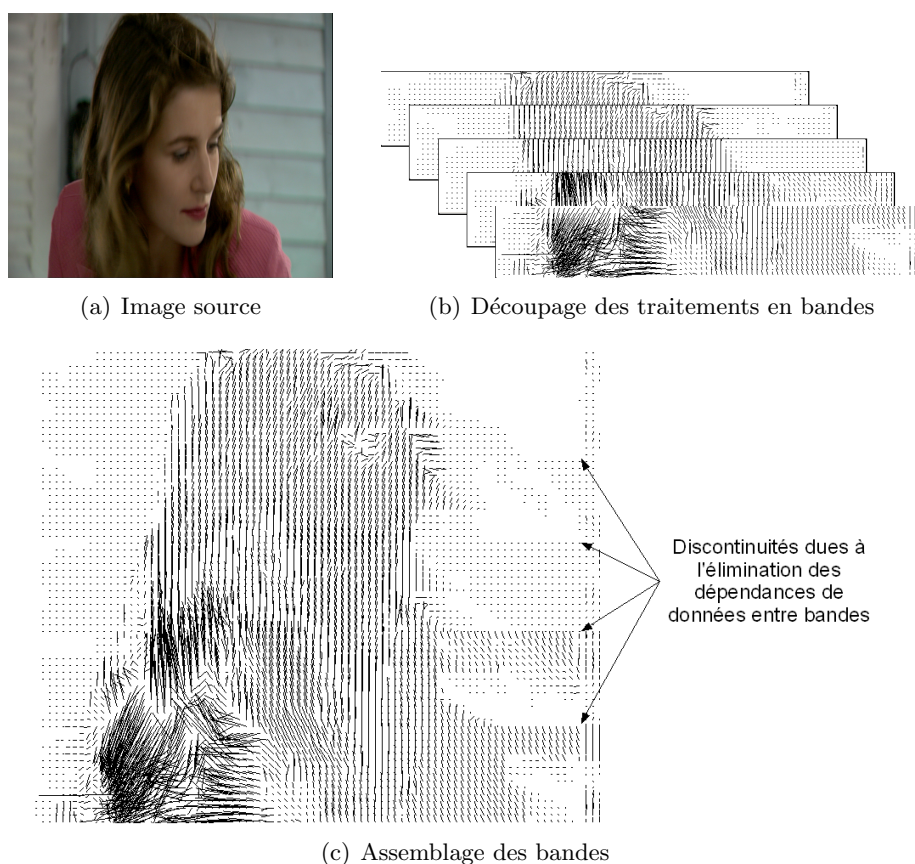 (a) Image source
(b) Découpage des traitements en bandes
Discontinuités dues à
l'élimination des
dépendances de
données entre bandes
(c) Assemblage des bandes